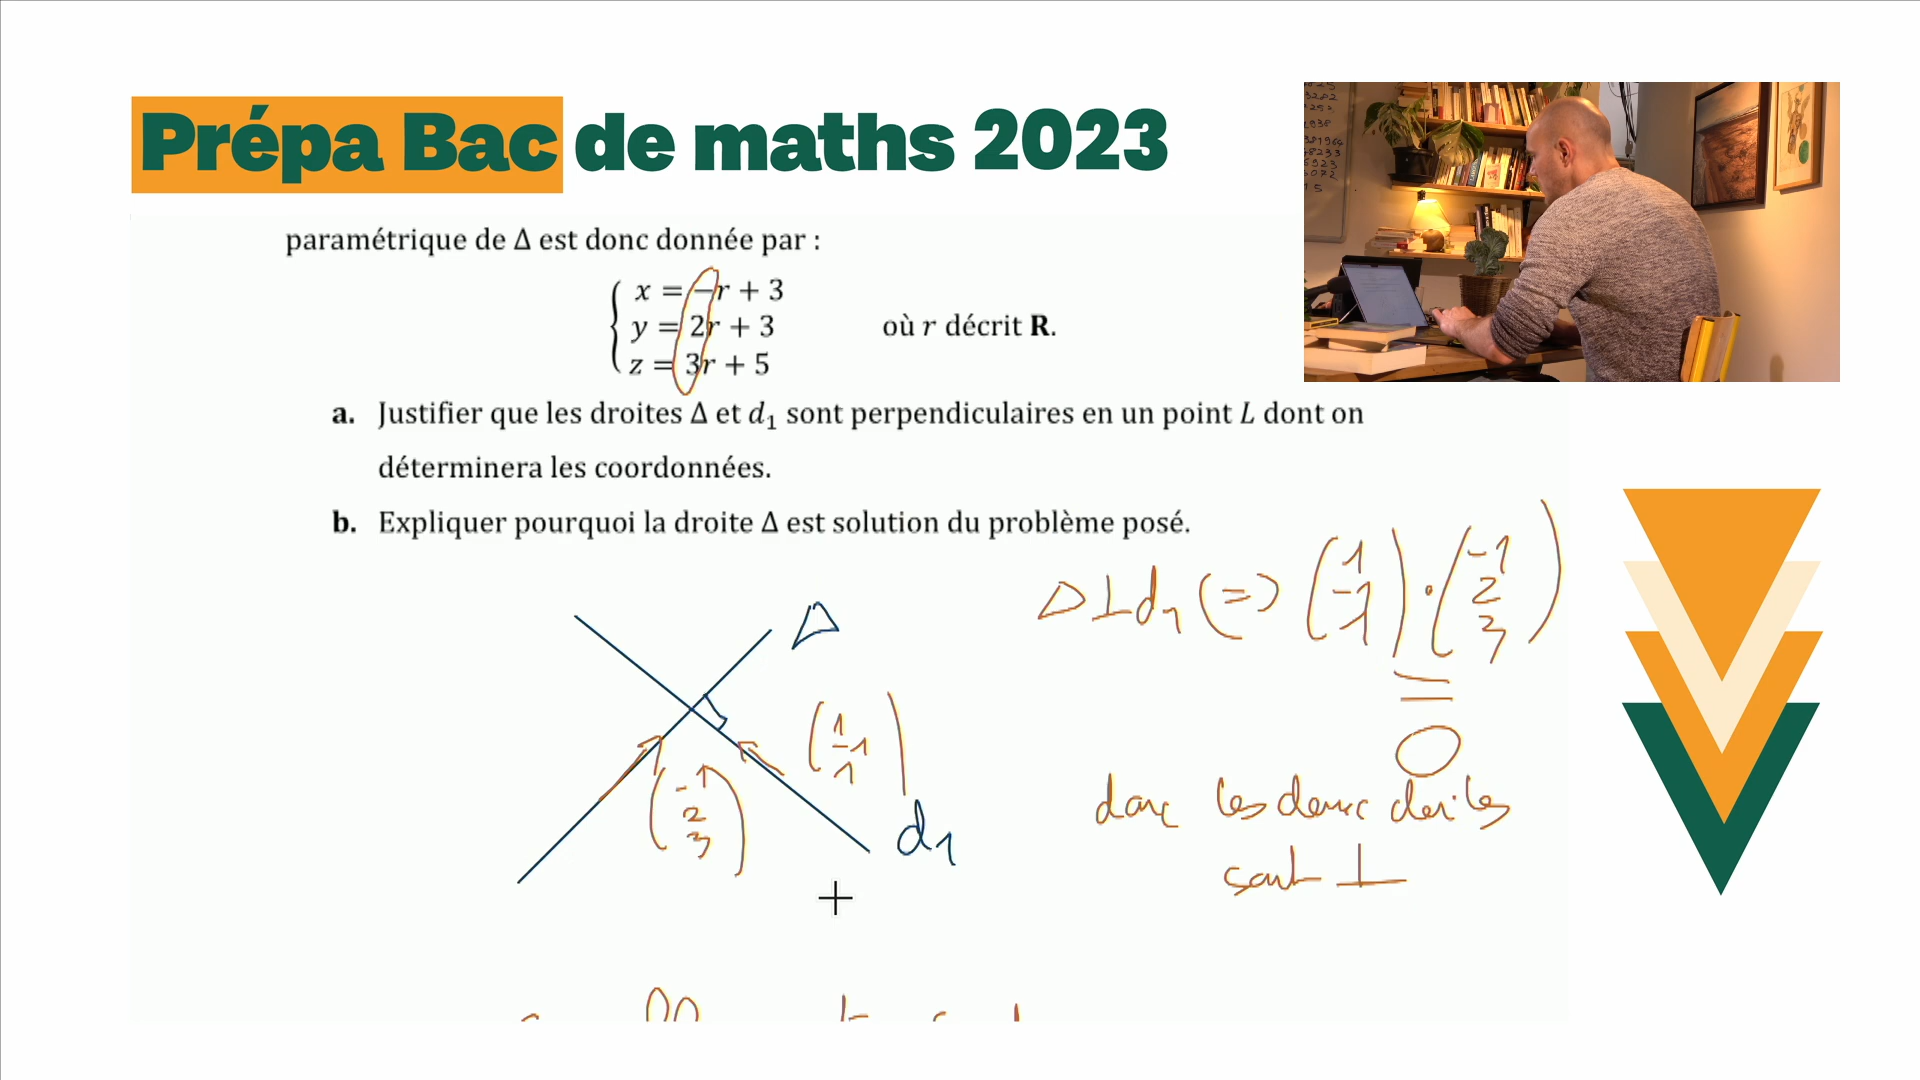 Prépa Bac de maths 2023
paramétrique de Δ est donc donnée par :
x = −r + 3
y = 2r + 3
z = 3r + 5
où r décrit R.
a. Justifier que les droites Δ et d₁ sont perpendiculaires en un point L dont on
déterminera les coordonnées.
b. Expliquer pourquoi la droite Δ est solution du problème posé.
Δ ⊥ d₁ (=) (1 -1 1) · (-1 2 3)
=
0
donc les deux droites
sont ⊥
Δ
(1 -1 1)
(-1 2 3)
d₁